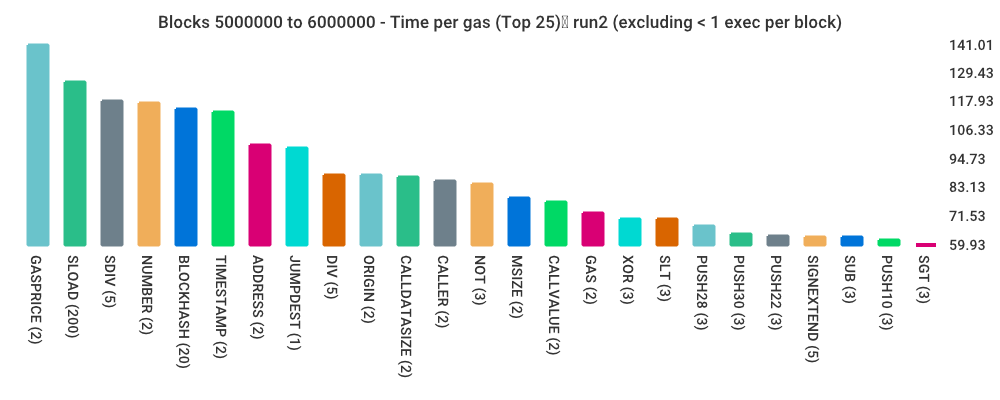 Blocks 5000000 to 6000000 - Time per gas (Top 25) run2 (excluding < 1 exec per block)
141.01
129.43
117.93
106.33
94.73
83.13
71.53
59.93
GASPRICE (2)
SLOAD (200)
SDIV (5)
NUMBER (2)
BLOCKHASH (20)
TIMESTAMP (2)
ADDRESS (2)
JUMPDEST (1)
DIV (5)
ORIGIN (2)
CALLDATASIZE (2)
CALLER (2)
NOT (3)
MSIZE (2)
CALLVALUE (2)
GAS (2)
XOR (3)
SLT (3)
PUSH28 (3)
PUSH30 (3)
PUSH22 (3)
SIGNEXTEND (5)
SUB (3)
PUSH10 (3)
SGT (3)